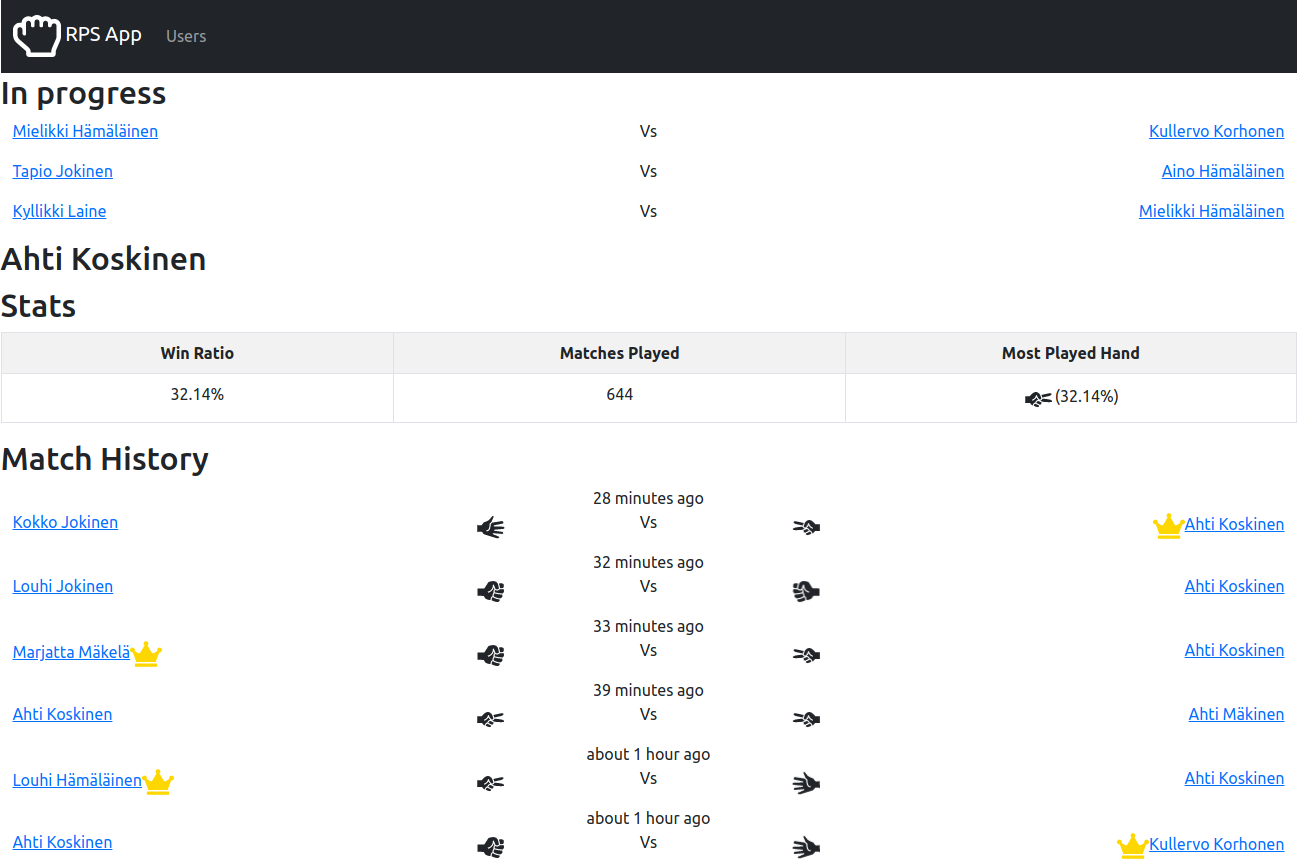 RPS App Users
In progress
Mielikki Hämäläinen Vs Kullervo Korhonen
Tapio Jokinen Vs Aino Hämäläinen
Kyllikki Laine Vs Mielikki Hämäläinen
Ahti Koskinen
Stats
Win Ratio Matches Played Most Played Hand
32.14% 644 (32.14%)
Match History
28 minutes ago
Kokko Jokinen Vs Ahti Koskinen
32 minutes ago
Louhi Jokinen Vs Ahti Koskinen
33 minutes ago
Marjatta Mäkelä Vs Ahti Koskinen
39 minutes ago
Ahti Koskinen Vs Ahti Mäkinen
about 1 hour ago
Louhi Hämäläinen Vs Ahti Koskinen
about 1 hour ago
Ahti Koskinen Vs Kullervo Korhonen